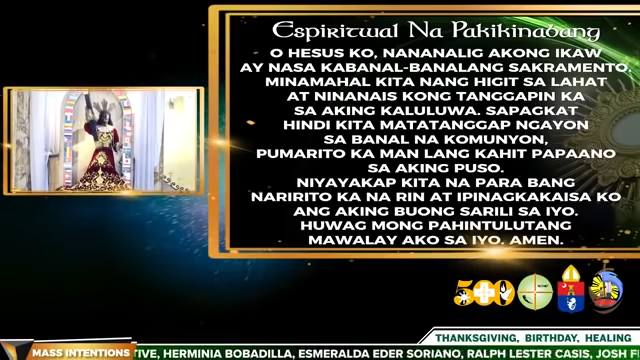 Espiritual Na Pakikinabang
O HESUS KO, NANANALIG AKONG IKAW
AY NASA KABANAL-BANALANG SAKRAMENTO.
MINAMAHAL KITA NANG HIGIT SA LAHAT
AT NINANAIS KONG TANGGAPIN KA
SA AKING KALULUWA. SAPAGKAT
HINDI KITA MATATANGGAP NGAYON
SA BANAL NA KOMUNYON,
PUMARITO KA MAN LANG KAHIT PAPAANO
SA AKING PUSO.
NIYAYAKAP KITA NA PARA BANG
NARIRITO KA NA RIN AT IPINAGKAKAISA KO
ANG AKING BUONG SARILI SA IYO.
HUWAG MONG PAHINTULUTANG
MAWALAY AKO SA IYO. AMEN.
500
THANKSGIVING, BIRTHDAY, HEALING
MASS INTENTIONS TIVE, HERMINIA BOBADILLA, ESMERALDA EDER SORIANO, RALPH LESTER CASIS, JOSH